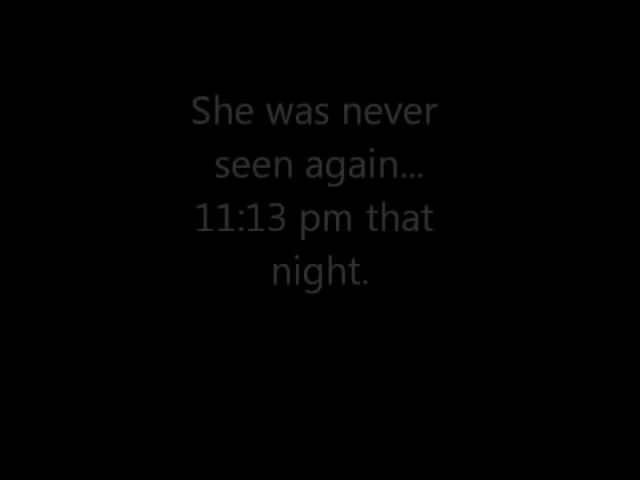 She was never
seen again...
11:13 pm that
night.